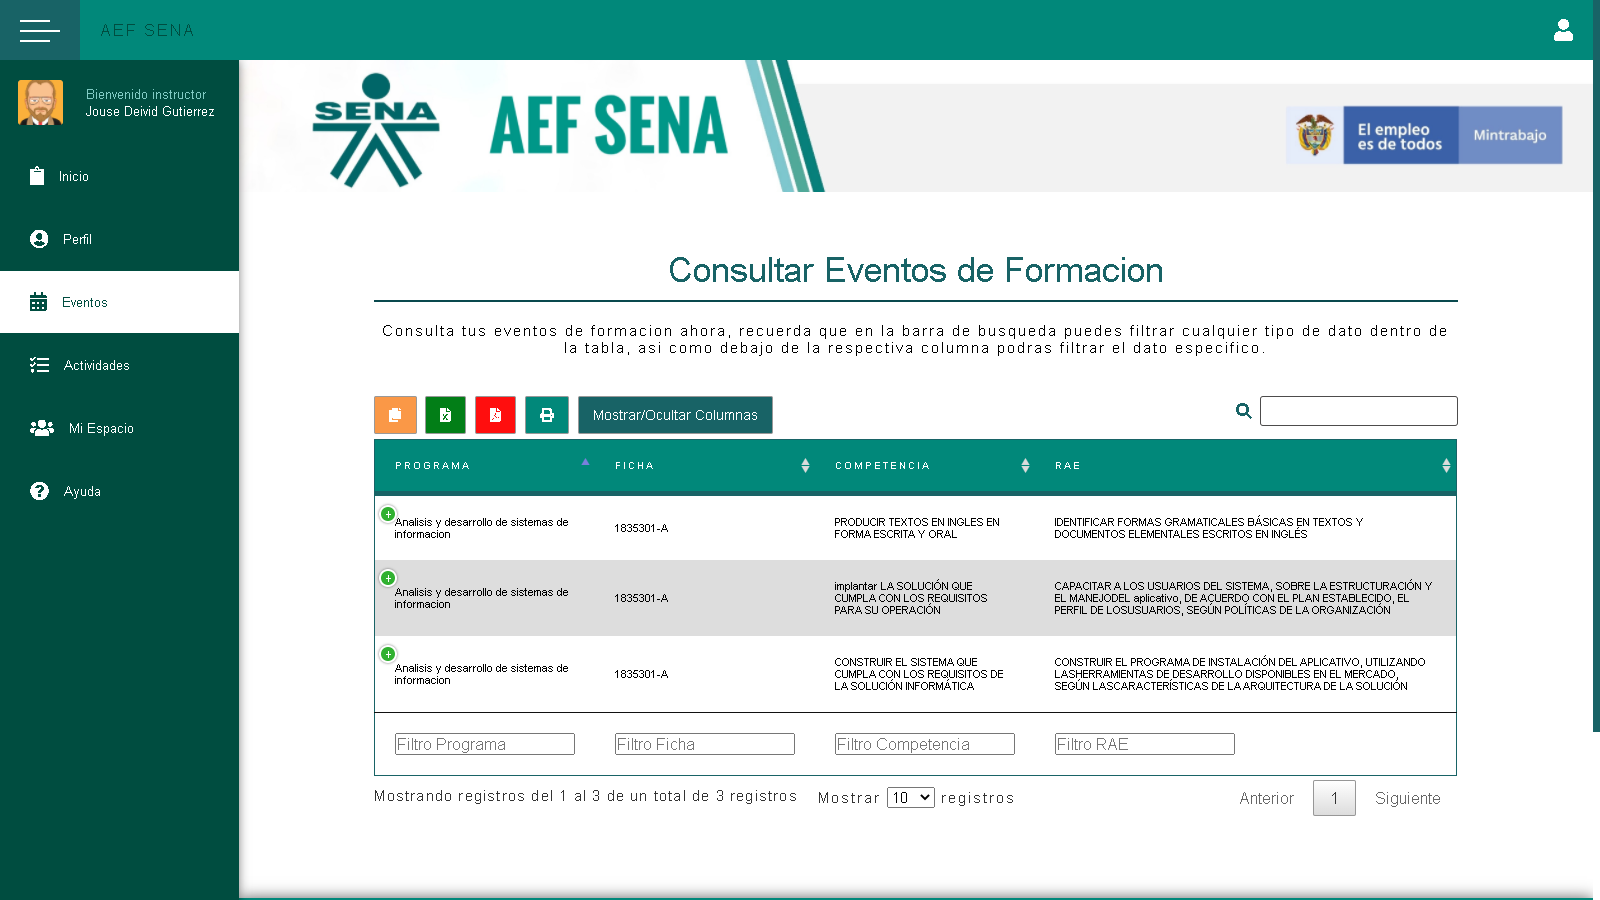 AEF SENA
Bienvenido instructor
Jouse Deivid Gutierrez
Inicio
Perfil
Eventos
Actividades
Mi Espacio
Ayuda
SENA
AEF SENA
El empleo
es de todos
Mintrabajo
Consultar Eventos de Formacion
Consulta tus eventos de formacion ahora, recuerda que en la barra de busqueda puedes filtrar cualquier tipo de dato dentro de
la tabla, asi como debajo de la respectiva columna podras filtrar el dato especifico.
Mostrar/Ocultar Columnas
PROGRAMA FICHA COMPETENCIA RAE
Analisis y desarrollo de sistemas de
informacion
1835301-A
PRODUCIR TEXTOS EN INGLES EN
FORMA ESCRITA Y ORAL
IDENTIFICAR FORMAS GRAMATICALES BÁSICAS EN TEXTOS Y
DOCUMENTOS ELEMENTALES ESCRITOS EN INGLÉS
Analisis y desarrollo de sistemas de
informacion
1835301-A
implantar LA SOLUCIÓN QUE
CUMPLA CON LOS REQUISITOS
PARA SU OPERACIÓN
CAPACITAR A LOS USUARIOS DEL SISTEMA, SOBRE LA ESTRUCTURACIÓN Y
EL MANEJODEL aplicativo, DE ACUERDO CON EL PLAN ESTABLECIDO, EL
PERFIL DE LOSUSUARIOS, SEGÚN POLÍTICAS DE LA ORGANIZACIÓN
Analisis y desarrollo de sistemas de
informacion
1835301-A
CONSTRUIR EL SISTEMA QUE
CUMPLA CON LOS REQUISITOS DE
LA SOLUCIÓN INFORMÁTICA
CONSTRUIR EL PROGRAMA DE INSTALACIÓN DEL APLICATIVO, UTILIZANDO
LASHERRAMIENTAS DE DESARROLLO DISPONIBLES EN EL MERCADO,
SEGÚN LASCARACTERÍSTICAS DE LA ARQUITECTURA DE LA SOLUCIÓN
Filtro Programa Filtro Ficha Filtro Competencia Filtro RAE
Mostrando registros del 1 al 3 de un total de 3 registros Mostrar 10 registros Anterior 1 Siguiente